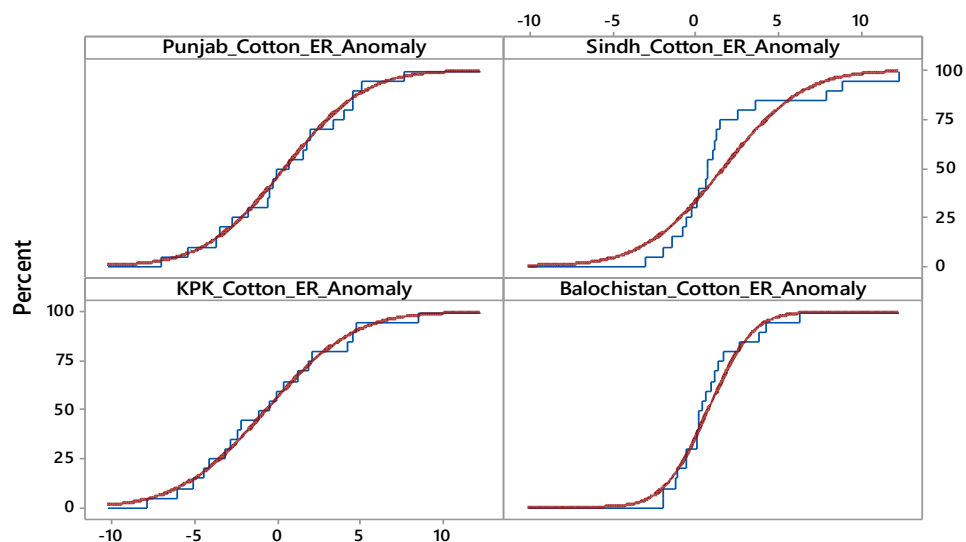 -10 -5 0 5 10
Punjab_Cotton_ER_Anomaly Sindh_Cotton_ER_Anomaly
100
75
50
25
0
Percent
KPK_Cotton_ER_Anomaly Balochistan_Cotton_ER_Anomaly
100
75
50
25
0
-10 -5 0 5 10